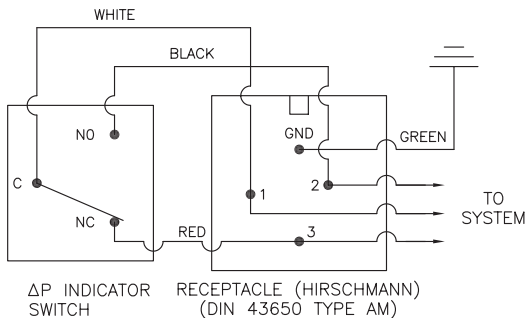 WHITE
BLACK
NO
GND
GREEN
C
1
2
TO
SYSTEM
NC
RED
3
ΔP INDICATOR
SWITCH
RECEPTACLE (HIRSCHMANN)
(DIN 43650 TYPE AM)